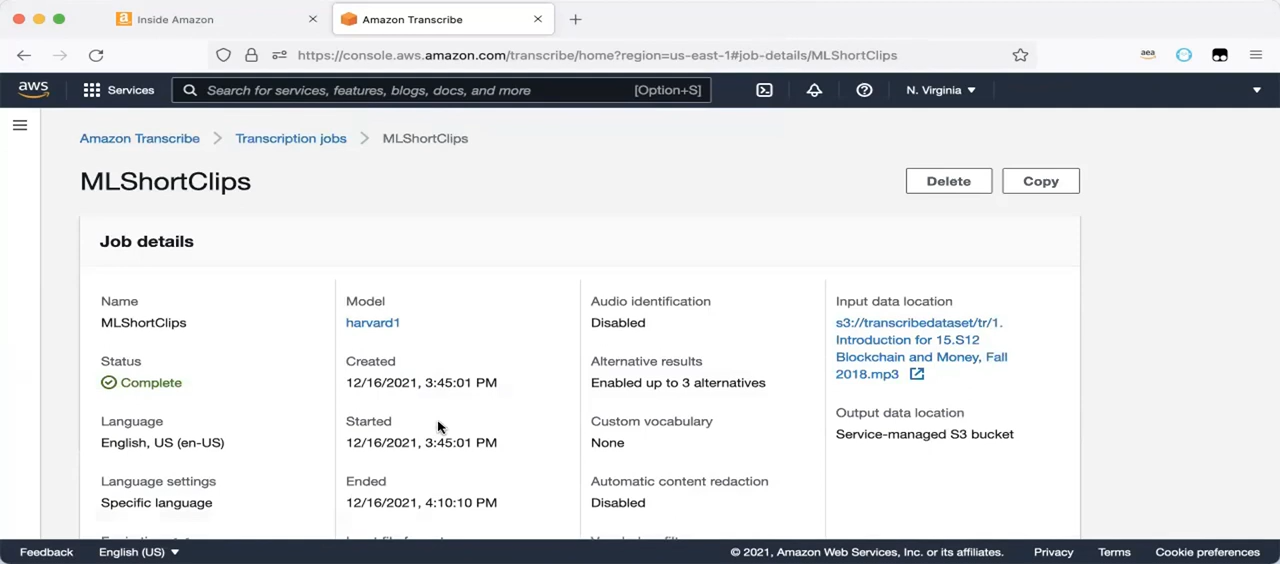 Inside Amazon
Amazon Transcribe
https://console.aws.amazon.com/transcribe/home?region=us-east-1#job-details/MLShortClips
aea
aws
Services
Search for services, features, blogs, docs, and more
[Option+S]
N. Virginia
Amazon Transcribe
Transcription jobs
MLShortClips
MLShortClips
Delete
Copy
Job details
Name
MLShortClips
Status
Complete
Language
English, US (en-US)
Language settings
Specific language
Model
harvard1
Created
12/16/2021, 3:45:01 PM
Started
12/16/2021, 3:45:01 PM
Ended
12/16/2021, 4:10:10 PM
Audio identification
Disabled
Alternative results
Enabled up to 3 alternatives
Custom vocabulary
None
Automatic content redaction
Disabled
Input data location
s3://transcribedataset/tr/1.
Introduction for 15.S12
Blockchain and Money, Fall
2018.mp3
Output data location
Service-managed S3 bucket
Feedback
English (US)
© 2021, Amazon Web Services, Inc. or its affiliates.
Privacy
Terms
Cookie preferences